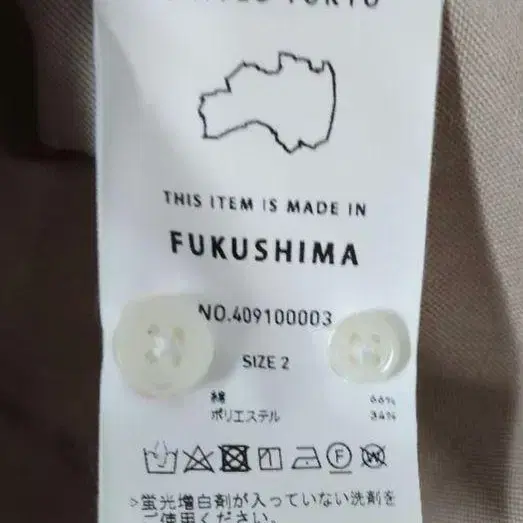 THIS ITEM IS MADE IN
FUKUSHIMA
NO.409100003
SIZE 2
綿 66%
ポリエステル 34%
F
W
>蛍光増白剤が入っていない洗剤を
ご使用ください。